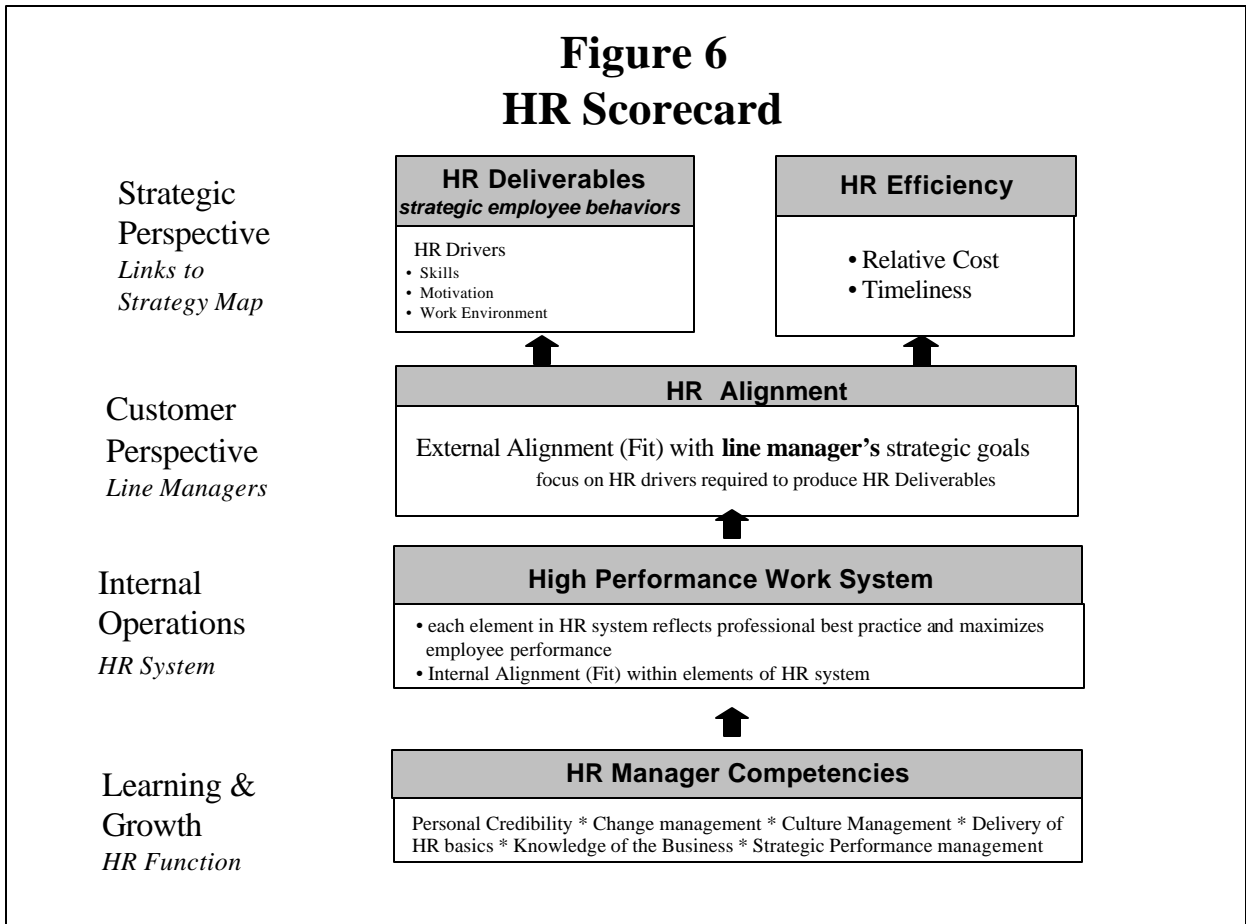 Figure 6
HR Scorecard
Strategic
Perspective
Links to
Strategy Map
HR Deliverables
strategic employee behaviors
HR Drivers
• Skills
• Motivation
• Work Environment
HR Efficiency
• Relative Cost
• Timeliness
Customer
Perspective
Line Managers
HR Alignment
External Alignment (Fit) with line manager's strategic goals
focus on HR drivers required to produce HR Deliverables
Internal
Operations
HR System
High Performance Work System
• each element in HR system reflects professional best practice and maximizes
employee performance
• Internal Alignment (Fit) within elements of HR system
Learning &
Growth
HR Function
HR Manager Competencies
Personal Credibility * Change management * Culture Management * Delivery of
HR basics * Knowledge of the Business * Strategic Performance management